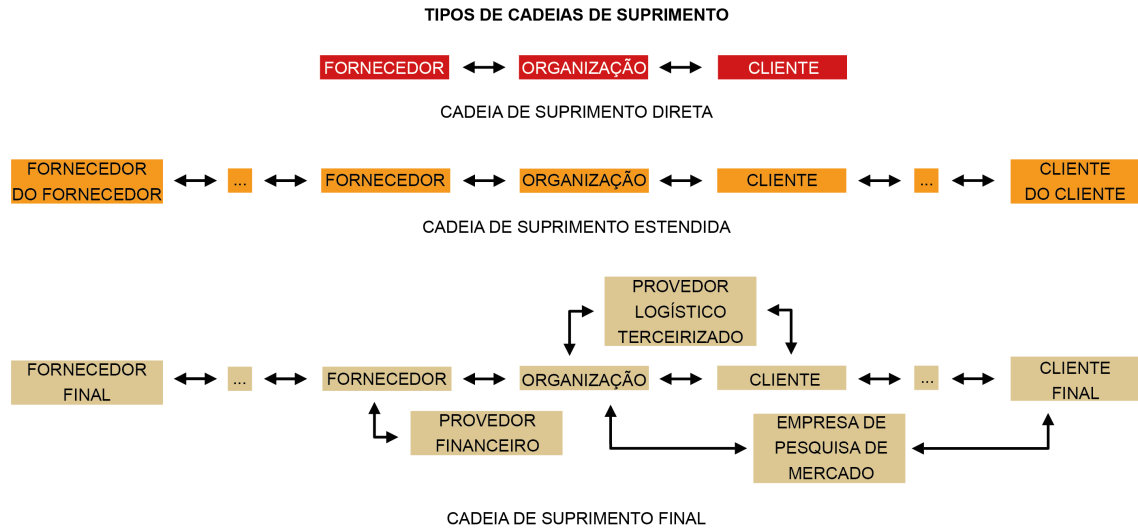 TIPOS DE CADEIAS DE SUPRIMENTO
FORNECEDOR
ORGANIZAÇÃO
CLIENTE
CADEIA DE SUPRIMENTO DIRETA
FORNECEDOR
DO FORNECEDOR
...
FORNECEDOR
ORGANIZAÇÃO
CLIENTE
...
CLIENTE
DO CLIENTE
CADEIA DE SUPRIMENTO ESTENDIDA
PROVEDOR
LOGÍSTICO
TERCEIRIZADO
FORNECEDOR
FINAL
...
FORNECEDOR
ORGANIZAÇÃO
CLIENTE
...
CLIENTE
FINAL
PROVEDOR
FINANCEIRO
EMPRESA DE
PESQUISA DE
MERCADO
CADEIA DE SUPRIMENTO FINAL